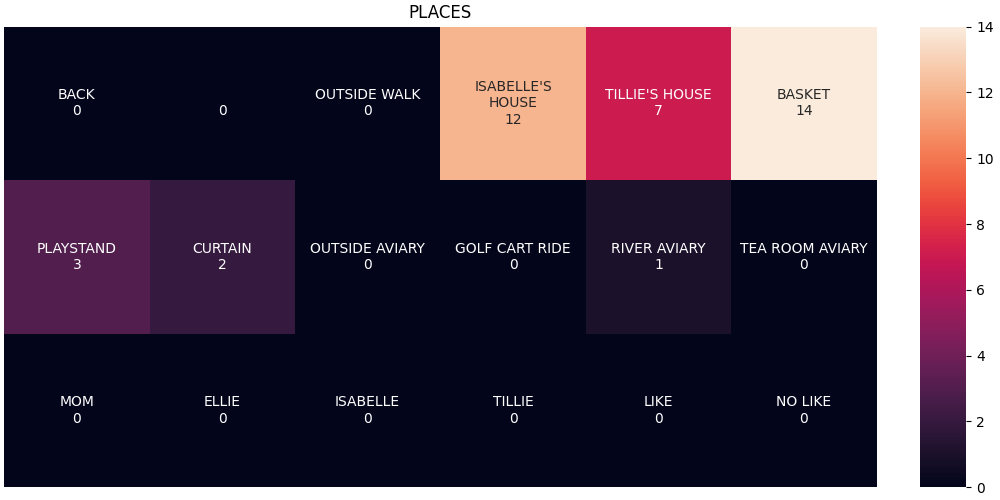 PLACES
BACK
0
0
OUTSIDE WALK
0
ISABELLE'S
HOUSE
12
TILLIE'S HOUSE
7
BASKET
14
PLAYSTAND
3
CURTAIN
2
OUTSIDE AVIARY
0
GOLF CART RIDE
0
RIVER AVIARY
1
TEA ROOM AVIARY
0
MOM
0
ELLIE
0
ISABELLE
0
TILLIE
0
LIKE
0
NO LIKE
0
14
12
10
8
6
4
2
0